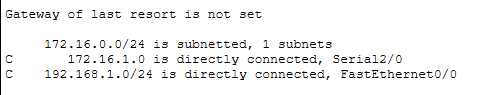 Gateway of last resort is not set
172.16.0.0/24 is subnetted, 1 subnets
C 172.16.1.0 is directly connected, Serial2/0
C 192.168.1.0/24 is directly connected, FastEthernet0/0